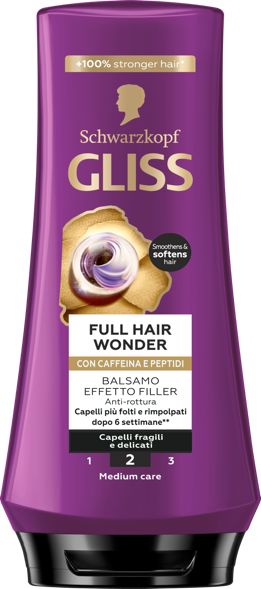 +100% stronger hair*
Schwarzkopf
GLISS
Smoothens &
softens
hair
FULL HAIR
WONDER
CON CAFFEINA E PEPTIDI
BALSAMO
EFFETTO FILLER
Anti-rottura
Capelli più folti e rimpolpati
dopo 6 settimane**
Capelli fragili
e delicati
1 2 3
Medium care